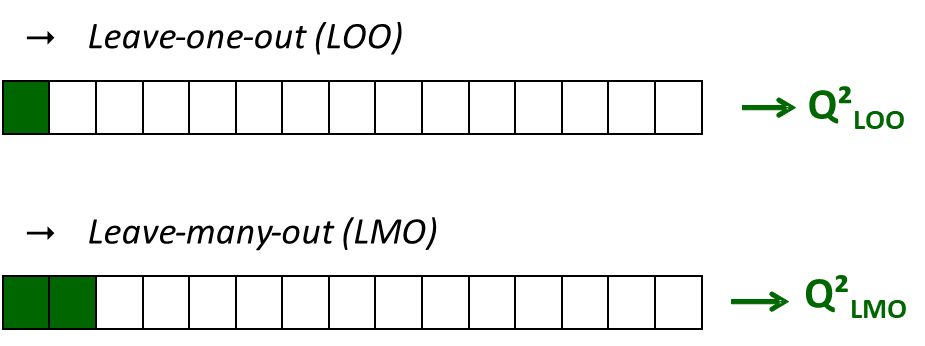 → Leave-one-out (LOO)
→ Q²LOO
→ Leave-many-out (LMO)
→ Q²LMO